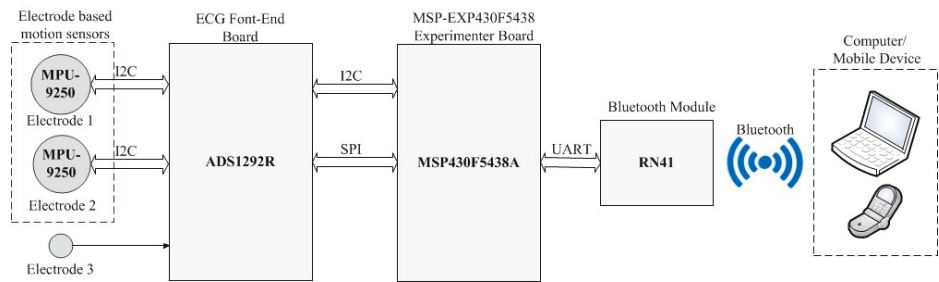 Electrode based
motion sensors
MPU-
9250
Electrode 1
I2C
MPU-
9250
Electrode 2
I2C
Electrode 3
ECG Font-End
Board
ADS1292R
I2C
SPI
MSP-EXP430F5438
Experimenter Board
MSP430F5438A
UART
Bluetooth Module
RN41
Bluetooth
Computer/
Mobile Device